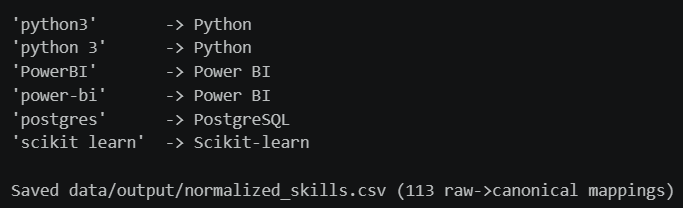 'python3'       -> Python
'python 3'      -> Python
'PowerBI'       -> Power BI
'power-bi'      -> Power BI
'postgres'      -> PostgreSQL
'scikit learn'  -> Scikit-learn
Saved data/output/normalized_skills.csv (113 raw->canonical mappings)